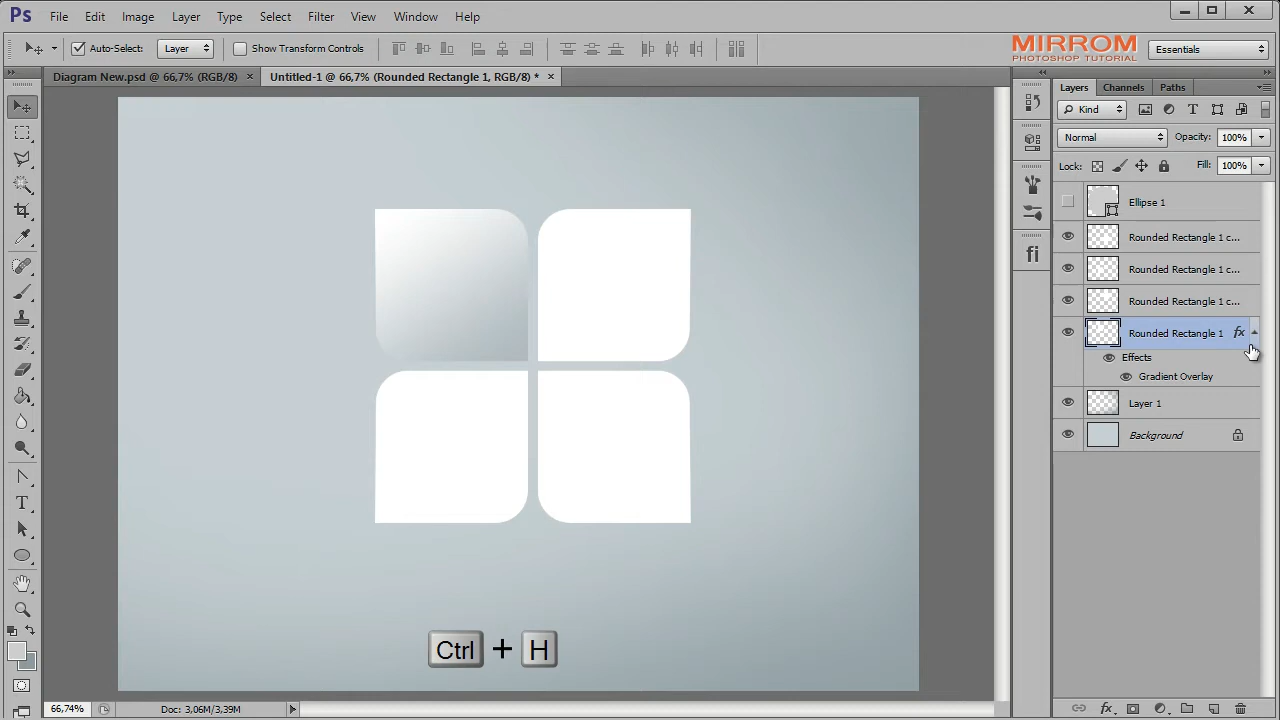 Ps File Edit Image Layer Type Select Filter View Window Help
Auto-Select: Layer Show Transform Controls
MIRROM
PHOTOSHOP TUTORIAL
Essentials
Diagram New.psd @ 66,7% (RGB/8) × Untitled-1 @ 66,7% (Rounded Rectangle 1, RGB/8) * ×
Layers Channels Paths
Kind T
Normal Opacity: 100%
Lock: Fill: 100%
Ellipse 1
Rounded Rectangle 1 c...
Rounded Rectangle 1 c...
Rounded Rectangle 1 c...
Rounded Rectangle 1 fx
Effects
Gradient Overlay
Layer 1
Background
fi
T
Ctrl + H
66,74% Doc: 3,06M/3,39M
fx